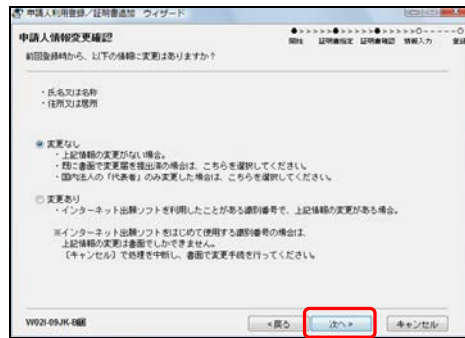 申請人利用登録／証明書追加 ウィザード
申請人情報変更確認
開始 証明書指定 証明書確認 情報入力 登録
前回登録時から、以下の情報に変更はありますか？
・氏名又は名称
・住所又は居所
変更なし
・上記情報の変更がない場合。
・既に書面で変更届を提出済の場合は、こちらを選択してください。
・国内法人の「代表者」のみ変更した場合は、こちらを選択してください。
変更あり
・インターネット出願ソフトを利用したことがある識別番号で、上記情報の変更がある場合。
※インターネット出願ソフトをはじめて使用する識別番号の場合は、
上記情報の変更は書面でしかできません。
［キャンセル］で処理を中断し、書面で変更手続を行ってください。
W021-09JK-B
<戻る 次へ> キャンセル